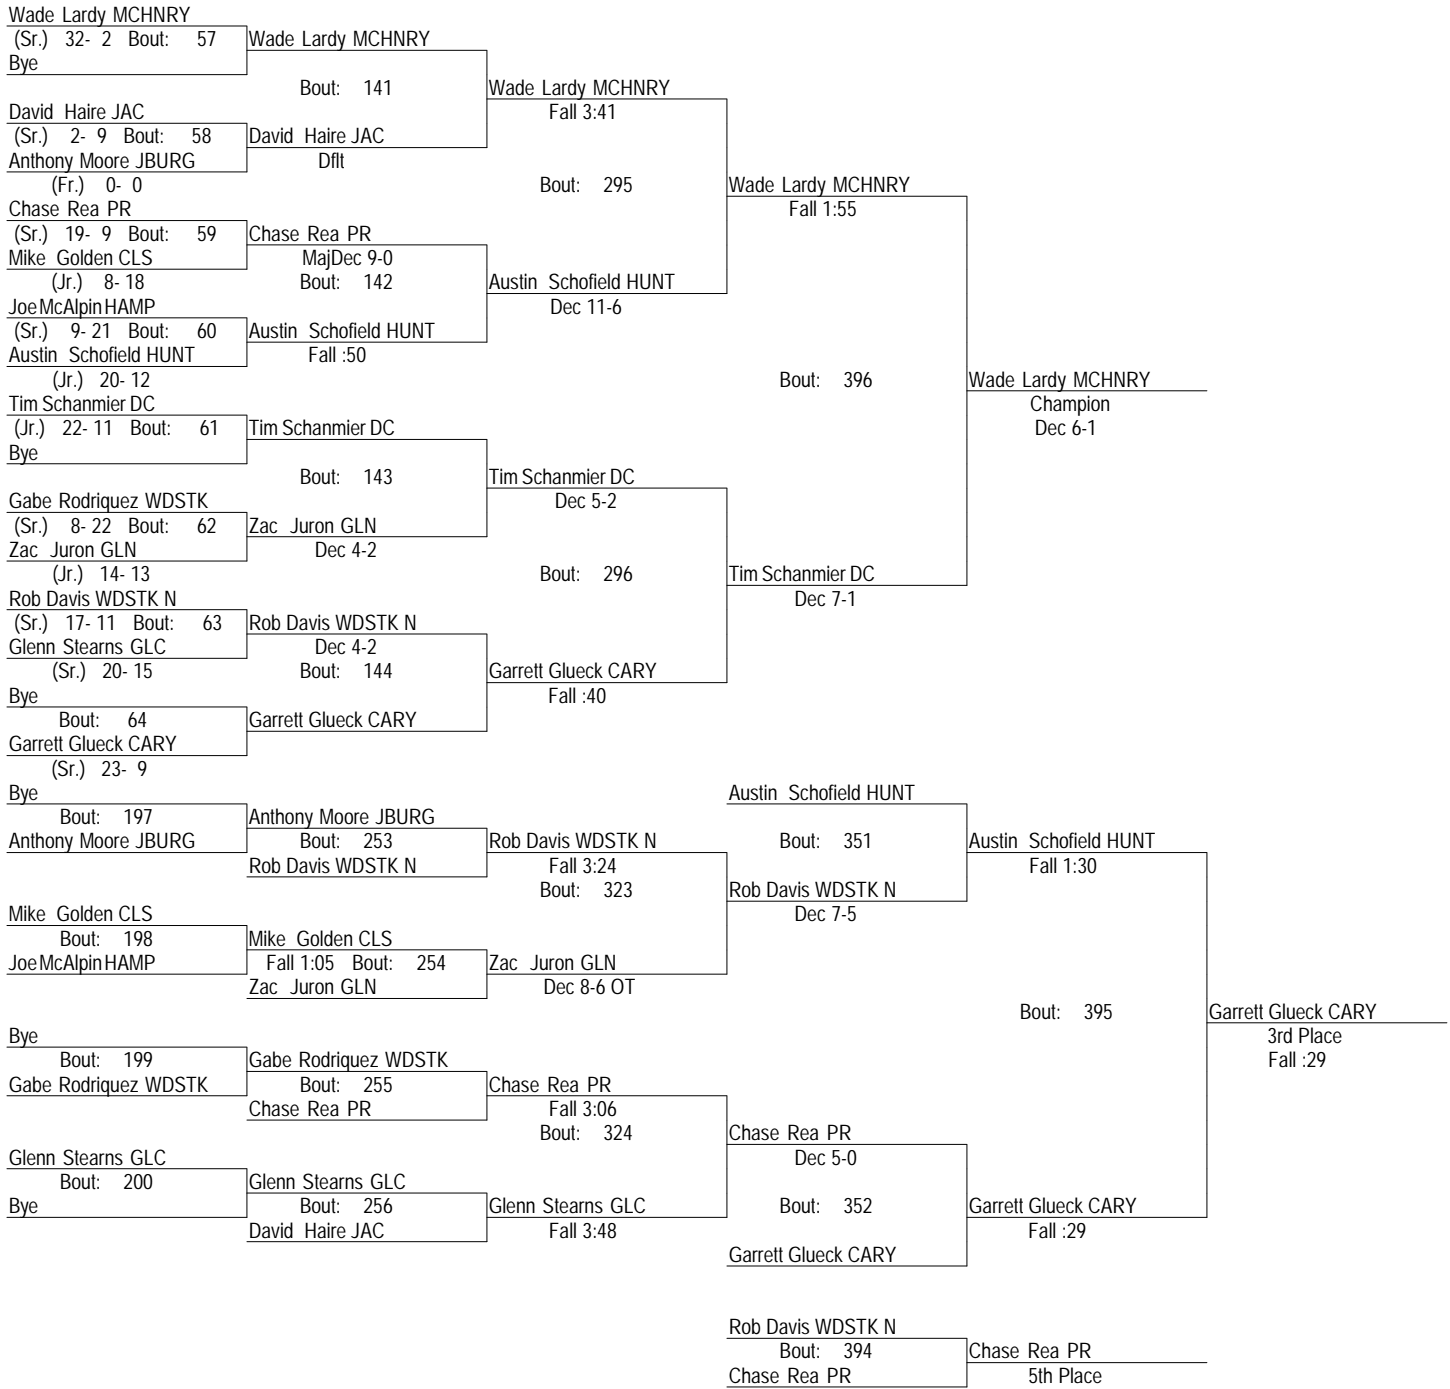 Wade Lardy MCHNRY
(Sr.) 32- 2 Bout: 57 Wade Lardy MCHNRY
Bye
Bout: 141 Wade Lardy MCHNRY
David Haire JAC Fall 3:41
(Sr.) 2- 9 Bout: 58 David Haire JAC
Anthony Moore JBURG Dflt
(Fr.) 0- 0 Bout: 295 Wade Lardy MCHNRY
Chase Rea PR Fall 1:55
(Sr.) 19- 9 Bout: 59 Chase Rea PR
Mike Golden CLS MajDec 9-0
(Jr.) 8- 18 Bout: 142 Austin Schofield HUNT
Joe McAlpin HAMP Dec 11-6
(Sr.) 9- 21 Bout: 60 Austin Schofield HUNT
Austin Schofield HUNT Fall :50
(Jr.) 20- 12 Bout: 396 Wade Lardy MCHNRY
Tim Schanmier DC Champion
(Jr.) 22- 11 Bout: 61 Tim Schanmier DC Dec 6-1
Bye
Bout: 143 Tim Schanmier DC
Gabe Rodriquez WDSTK Dec 5-2
(Sr.) 8- 22 Bout: 62 Zac Juron GLN
Zac Juron GLN Dec 4-2
(Jr.) 14- 13 Bout: 296 Tim Schanmier DC
Rob Davis WDSTK N Dec 7-1
(Sr.) 17- 11 Bout: 63 Rob Davis WDSTK N
Glenn Stearns GLC Dec 4-2
(Sr.) 20- 15 Bout: 144 Garrett Glueck CARY
Bye Fall :40
Bout: 64 Garrett Glueck CARY
Garrett Glueck CARY
(Sr.) 23- 9
Bye Austin Schofield HUNT
Bout: 197 Anthony Moore JBURG
Anthony Moore JBURG Bout: 253 Rob Davis WDSTK N Bout: 351 Austin Schofield HUNT
Rob Davis WDSTK N Fall 3:24 Fall 1:30
Bout: 323 Rob Davis WDSTK N
Mike Golden CLS Dec 7-5
Bout: 198 Mike Golden CLS
Joe McAlpin HAMP Fall 1:05 Bout: 254 Zac Juron GLN
Zac Juron GLN Dec 8-6 OT
Bout: 395 Garrett Glueck CARY
Bye 3rd Place
Bout: 199 Gabe Rodriquez WDSTK Fall :29
Gabe Rodriquez WDSTK Bout: 255 Chase Rea PR
Chase Rea PR Fall 3:06
Bout: 324 Chase Rea PR
Glenn Stearns GLC Dec 5-0
Bout: 200 Glenn Stearns GLC
Bye Bout: 256 Glenn Stearns GLC Bout: 352 Garrett Glueck CARY
David Haire JAC Fall 3:48 Fall :29
Garrett Glueck CARY
Rob Davis WDSTK N
Bout: 394 Chase Rea PR
Chase Rea PR 5th Place